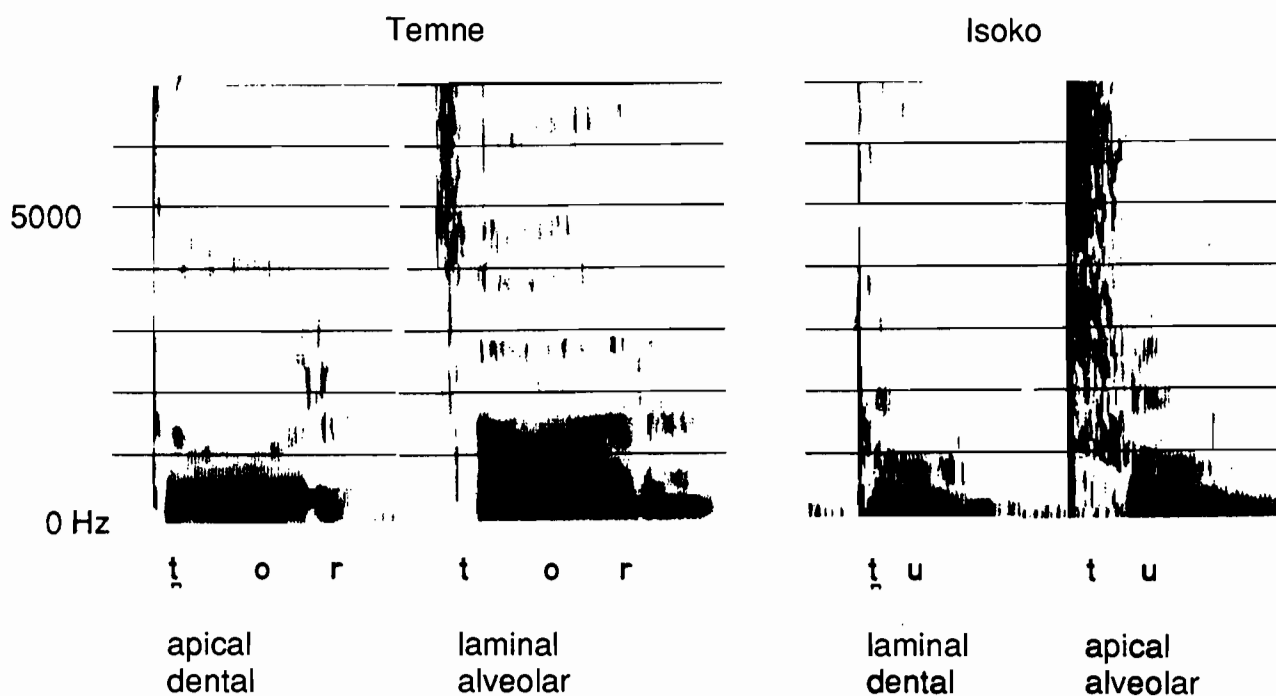 Temne Isoko
5000
0 Hz
t̪ o r t o r t̪ u t u
apical laminal laminal apical
dental alveolar dental alveolar